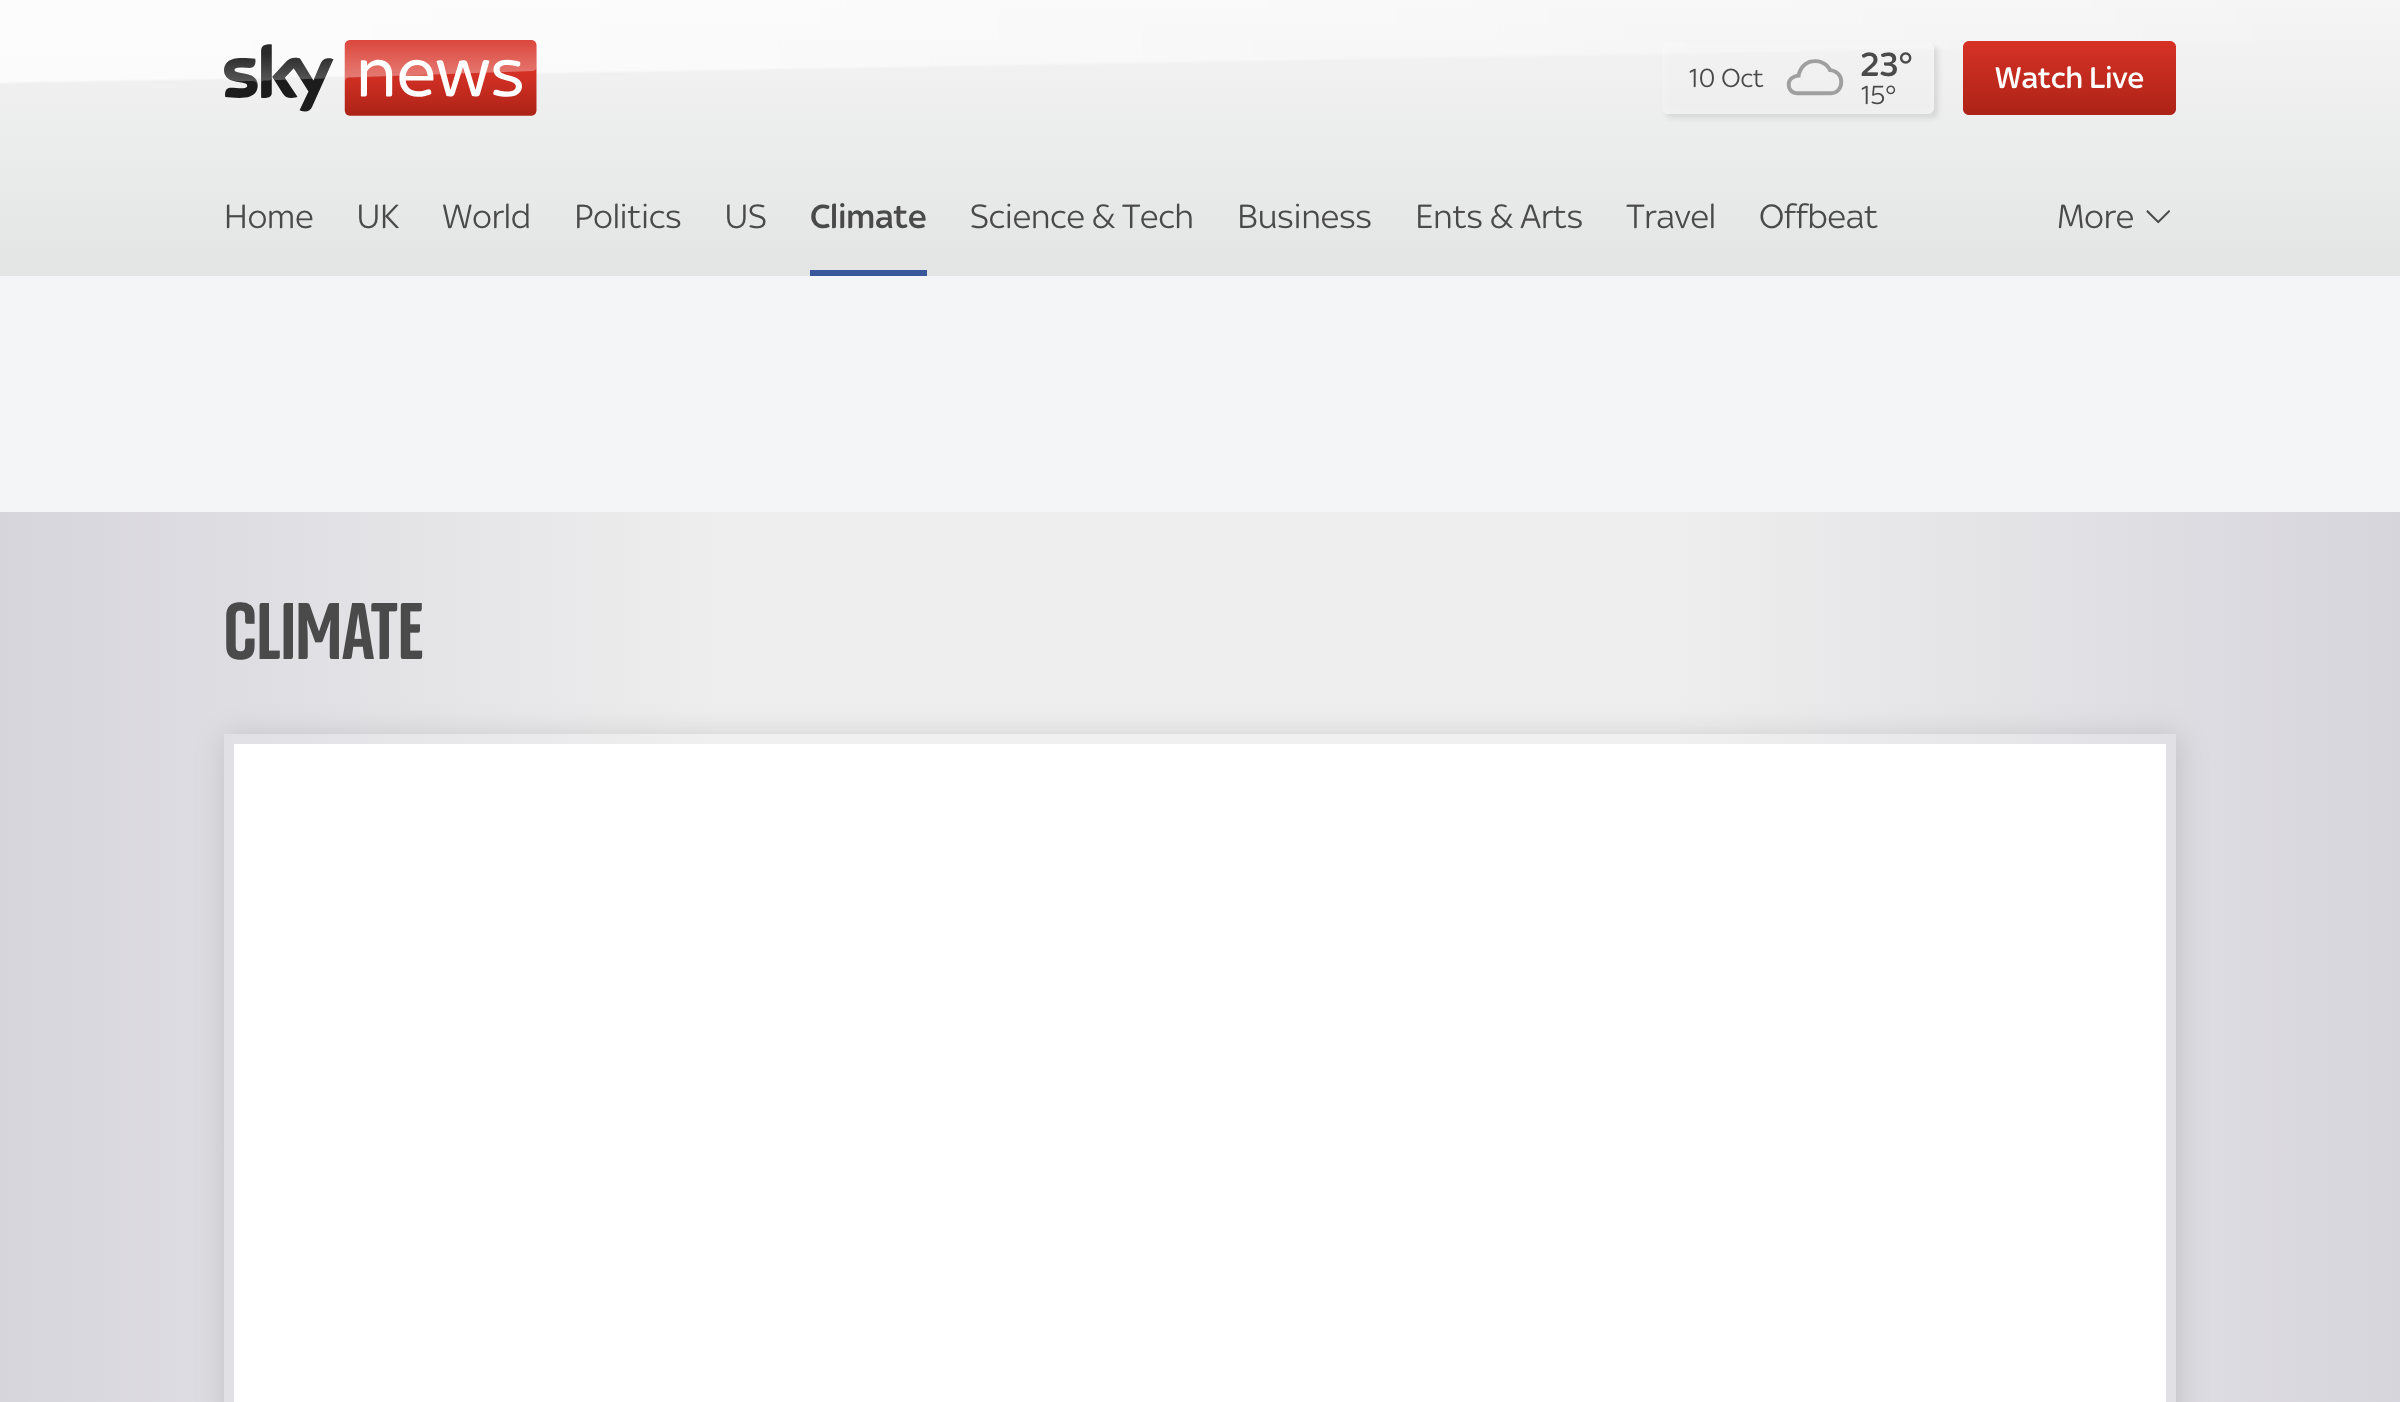 sky news
10 Oct
23°
15°
Watch Live
Home UK World Politics US Climate Science & Tech Business Ents & Arts Travel Offbeat More
CLIMATE